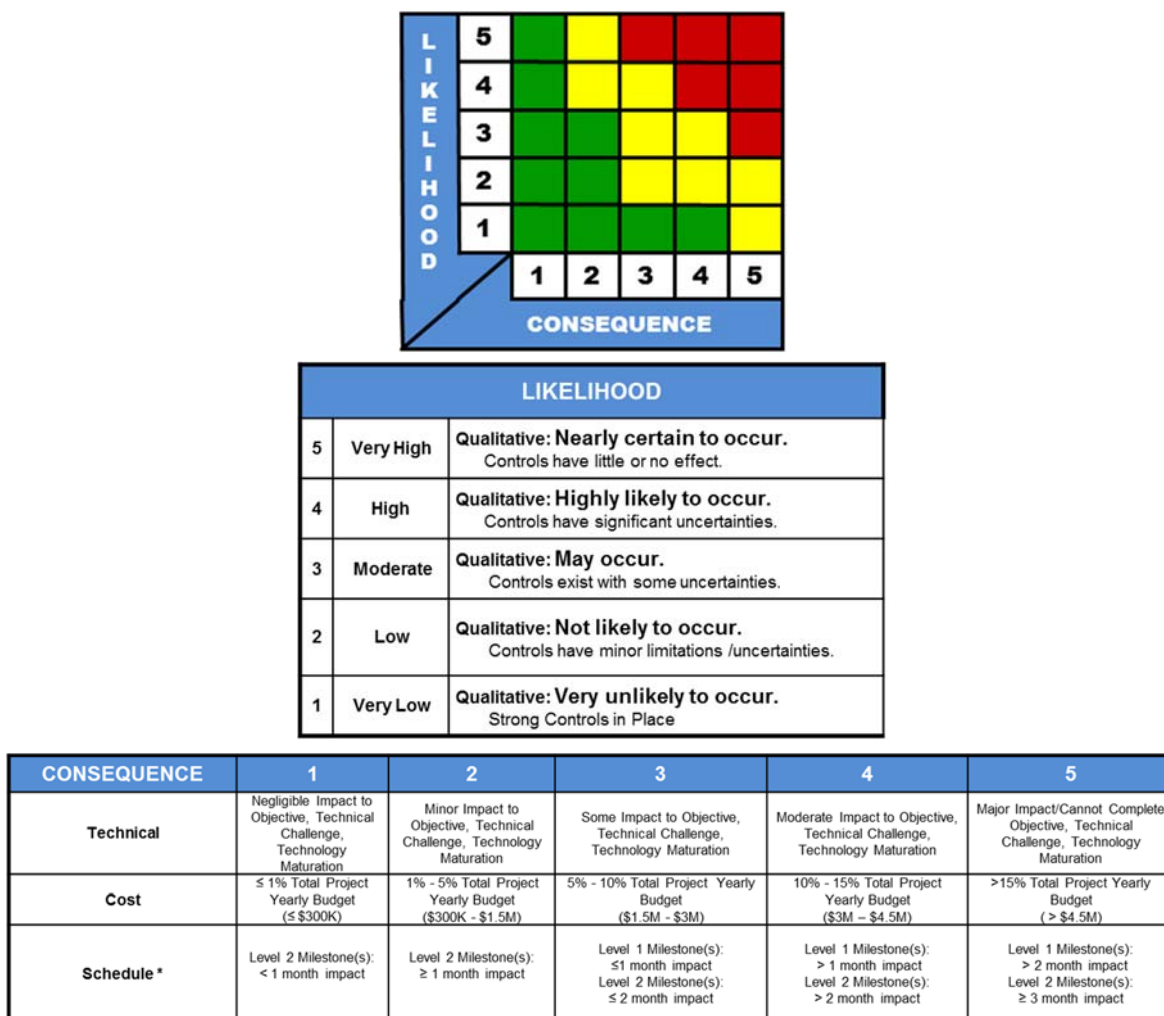 LIKELIHOOD
5
4
3
2
1
1 2 3 4 5
CONSEQUENCE
LIKELIHOOD
5 Very High Qualitative: Nearly certain to occur.
Controls have little or no effect.
4 High Qualitative: Highly likely to occur.
Controls have significant uncertainties.
3 Moderate Qualitative: May occur.
Controls exist with some uncertainties.
2 Low Qualitative: Not likely to occur.
Controls have minor limitations /uncertainties.
1 Very Low Qualitative: Very unlikely to occur.
Strong Controls in Place
CONSEQUENCE 1 2 3 4 5
Technical
Negligible Impact to
Objective, Technical
Challenge,
Technology
Maturation
Minor Impact to
Objective, Technical
Challenge, Technology
Maturation
Some Impact to Objective,
Technical Challenge,
Technology Maturation
Moderate Impact to Objective,
Technical Challenge,
Technology Maturation
Major Impact/Cannot Complete
Objective, Technical
Challenge, Technology
Maturation
Cost
≤ 1% Total Project
Yearly Budget
(≤ $300K)
1% - 5% Total Project
Yearly Budget
($300K - $1.5M)
5% - 10% Total Project Yearly
Budget
($1.5M - $3M)
10% - 15% Total Project
Yearly Budget
($3M – $4.5M)
>15% Total Project Yearly
Budget
( > $4.5M)
Schedule *
Level 2 Milestone(s):
< 1 month impact
Level 2 Milestone(s):
≥ 1 month impact
Level 1 Milestone(s):
≤1 month impact
Level 2 Milestone(s):
≤ 2 month impact
Level 1 Milestone(s):
> 1 month impact
Level 2 Milestone(s):
> 2 month impact
Level 1 Milestone(s):
> 2 month impact
Level 2 Milestone(s):
≥ 3 month impact